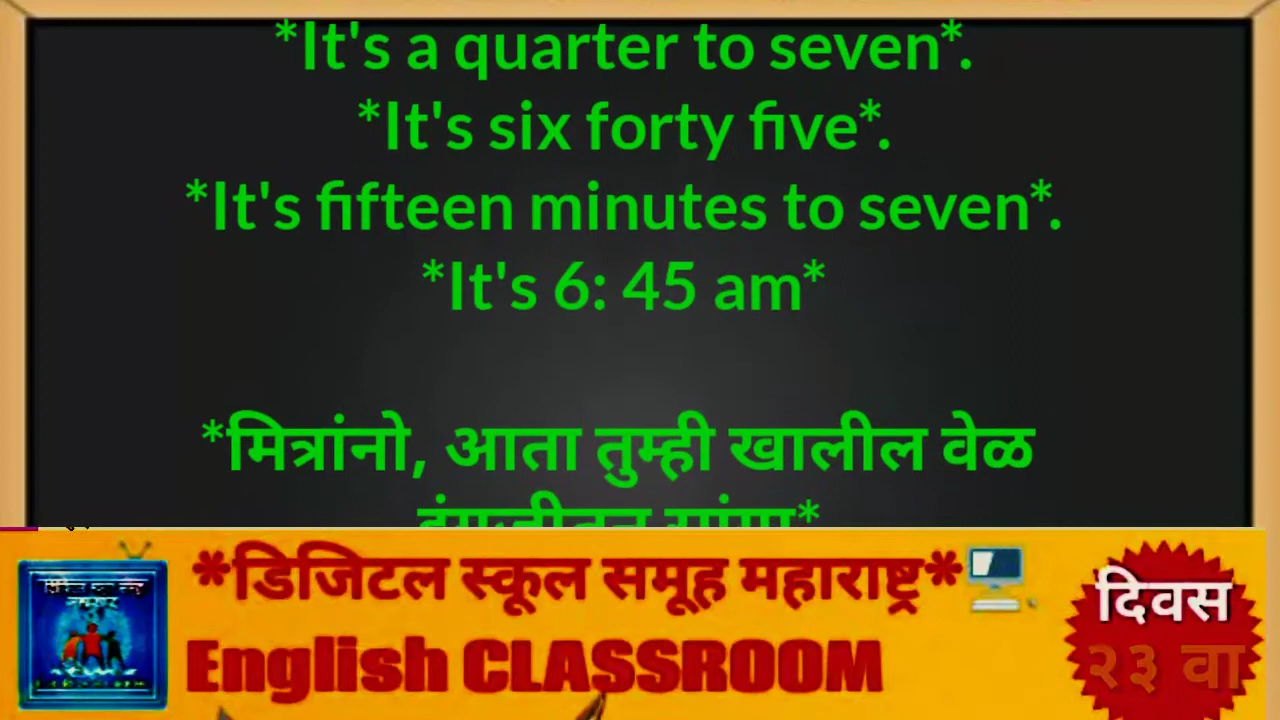 *It's a quarter to seven*.
*It's six forty five*.
*It's fifteen minutes to seven*.
*It's 6: 45 am*
*मित्रांनो, आता तुम्ही खालील वेळ
*डिजिटल स्कूल समूह महाराष्ट्र*
English CLASSROOM
दिवस
२३ वा